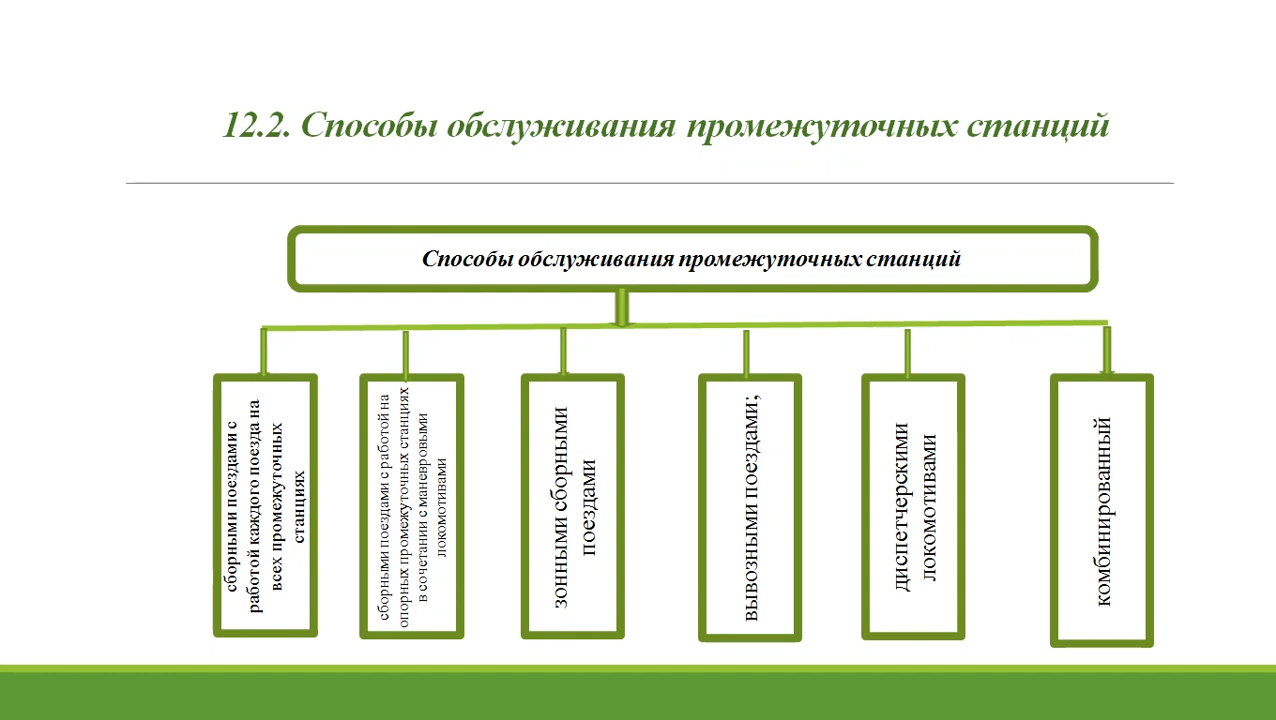 12.2. Способы обслуживания промежуточных станций
Способы обслуживания промежуточных станций
сборными поездами с
работой каждого поезда на
всех промежуточных
станциях
сборными поездами с работой на
опорных промежуточных станциях
в сочетании с маневровыми
локомотивами
зонными сборными
поездами
вывозными поездами;
диспетчерскими
локомотивами
комбинированный